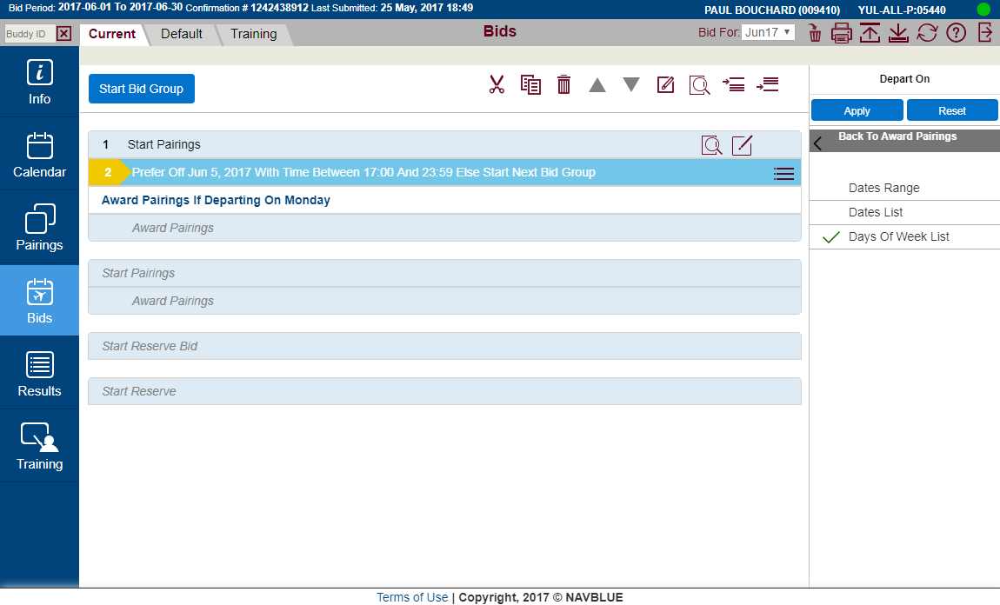 Bid Period: 2017-06-01 To 2017-06-30 Confirmation # 1242438912 Last Submitted: 25 May, 2017 18:49
PAUL BOUCHARD (009410) YUL-ALL-P:05440
Buddy ID
Current
Default
Training
Bids
Bid For: Jun17
Info
Calendar
Pairings
Bids
Results
Training
Start Bid Group
1 Start Pairings
2 Prefer Off Jun 5, 2017 With Time Between 17:00 And 23:59 Else Start Next Bid Group
Award Pairings If Departing On Monday
Award Pairings
Start Pairings
Award Pairings
Start Reserve Bid
Start Reserve
Depart On
Apply
Reset
Back To Award Pairings
Dates Range
Dates List
Days Of Week List
Terms of Use | Copyright, 2017 © NAVBLUE